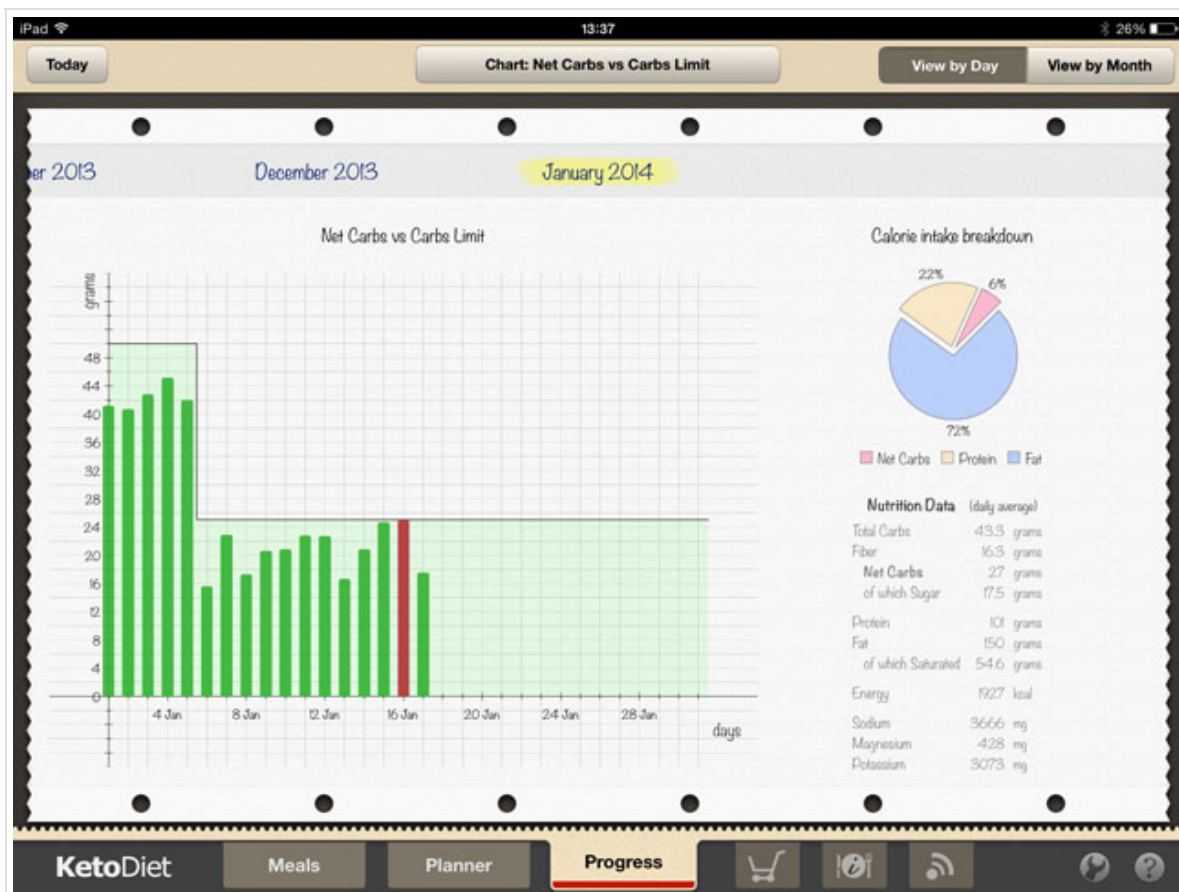 iPad 13:37 26%
Today Chart: Net Carbs vs Carbs Limit View by Day View by Month
er 2013 December 2013 January 2014
Net Carbs vs Carbs Limit
grams
48
44
40
36
32
28
24
20
16
12
8
4
0
4 Jan 8 Jan 12 Jan 16 Jan 20 Jan 24 Jan 28 Jan
days
Calorie intake breakdown
22%
6%
72%
Net Carbs Protein Fat
Nutrition Data (daily average)
Total Carbs 43.3 grams
Fiber 16.3 grams
Net Carbs 27 grams
of which Sugar 17.5 grams
Protein 101 grams
Fat 150 grams
of which Saturated 54.6 grams
Energy 1927 kcal
Sodium 3666 mg
Magnesium 428 mg
Potassium 3073 mg
KetoDiet Meals Planner Progress